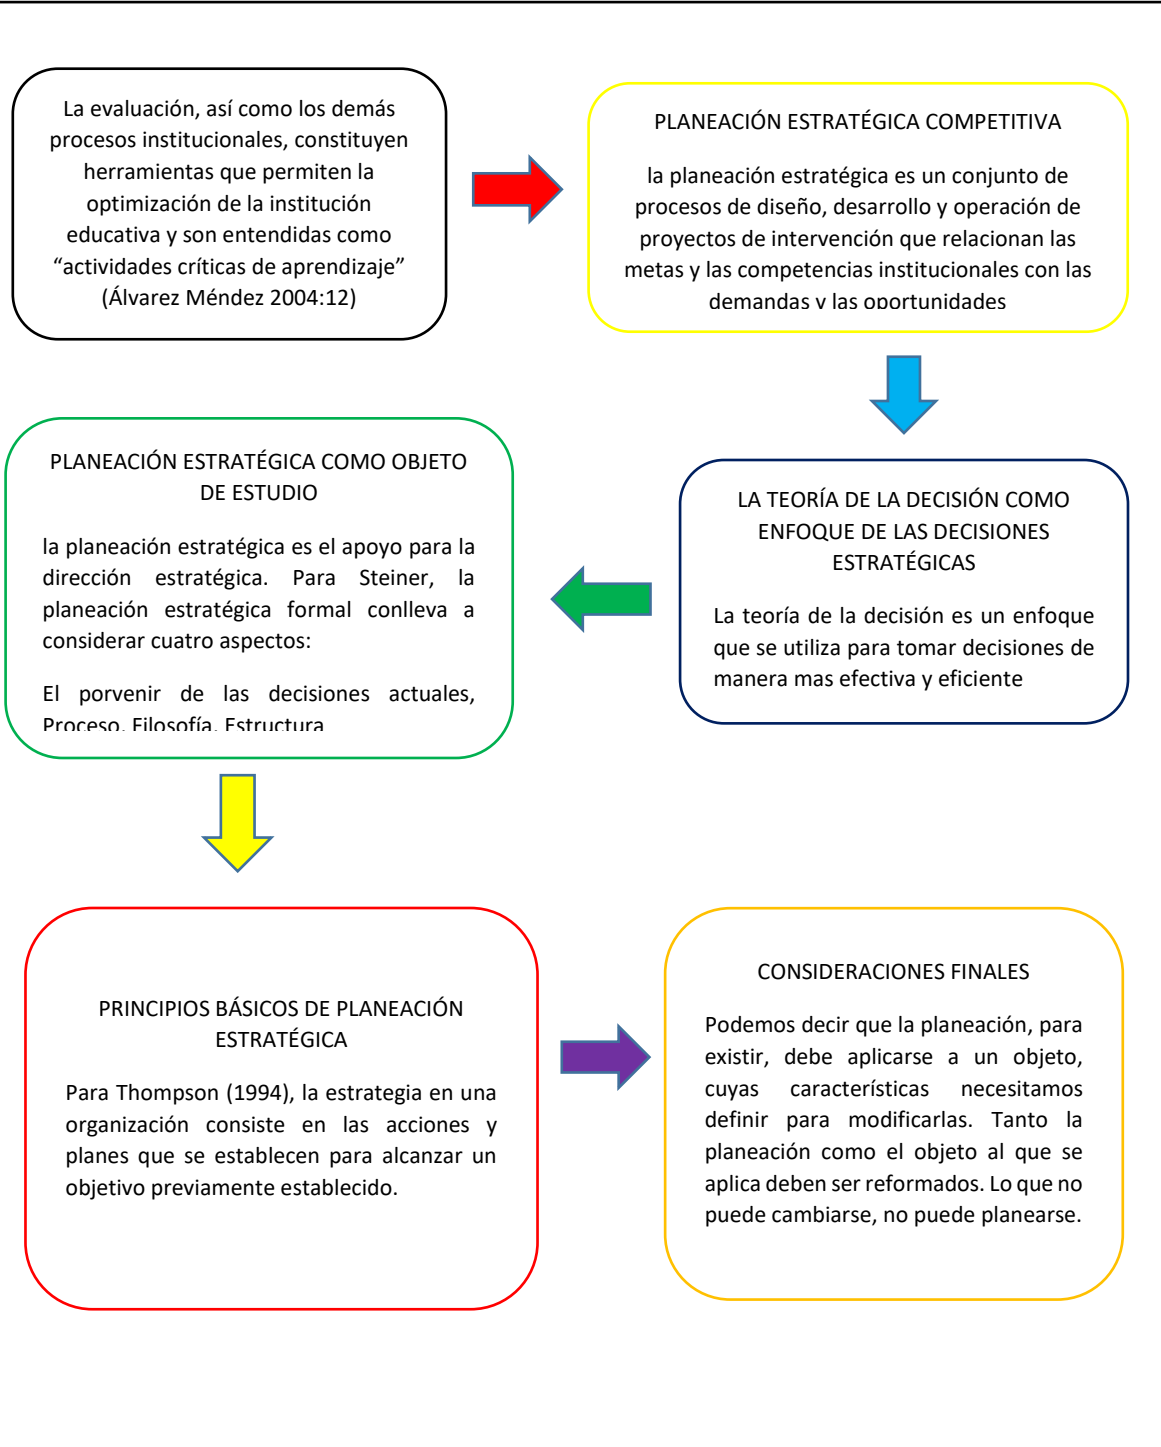 La evaluación, así como los demás
procesos institucionales, constituyen
herramientas que permiten la
optimización de la institución
educativa y son entendidas como
“actividades críticas de aprendizaje”
(Álvarez Méndez 2004:12)
PLANEACIÓN ESTRATÉGICA COMPETITIVA
la planeación estratégica es un conjunto de
procesos de diseño, desarrollo y operación de
proyectos de intervención que relacionan las
metas y las competencias institucionales con las
demandas y las oportunidades
LA TEORÍA DE LA DECISIÓN COMO
ENFOQUE DE LAS DECISIONES
ESTRATÉGICAS
La teoría de la decisión es un enfoque
que se utiliza para tomar decisiones de
manera mas efectiva y eficiente
PLANEACIÓN ESTRATÉGICA COMO OBJETO
DE ESTUDIO
la planeación estratégica es el apoyo para la
dirección estratégica. Para Steiner, la
planeación estratégica formal conlleva a
considerar cuatro aspectos:
El porvenir de las decisiones actuales,
Proceso, Filosofía, Estructura
PRINCIPIOS BÁSICOS DE PLANEACIÓN
ESTRATÉGICA
Para Thompson (1994), la estrategia en una
organización consiste en las acciones y
planes que se establecen para alcanzar un
objetivo previamente establecido.
CONSIDERACIONES FINALES
Podemos decir que la planeación, para
existir, debe aplicarse a un objeto,
cuyas características necesitamos
definir para modificarlas. Tanto la
planeación como el objeto al que se
aplica deben ser reformados. Lo que no
puede cambiarse, no puede planearse.